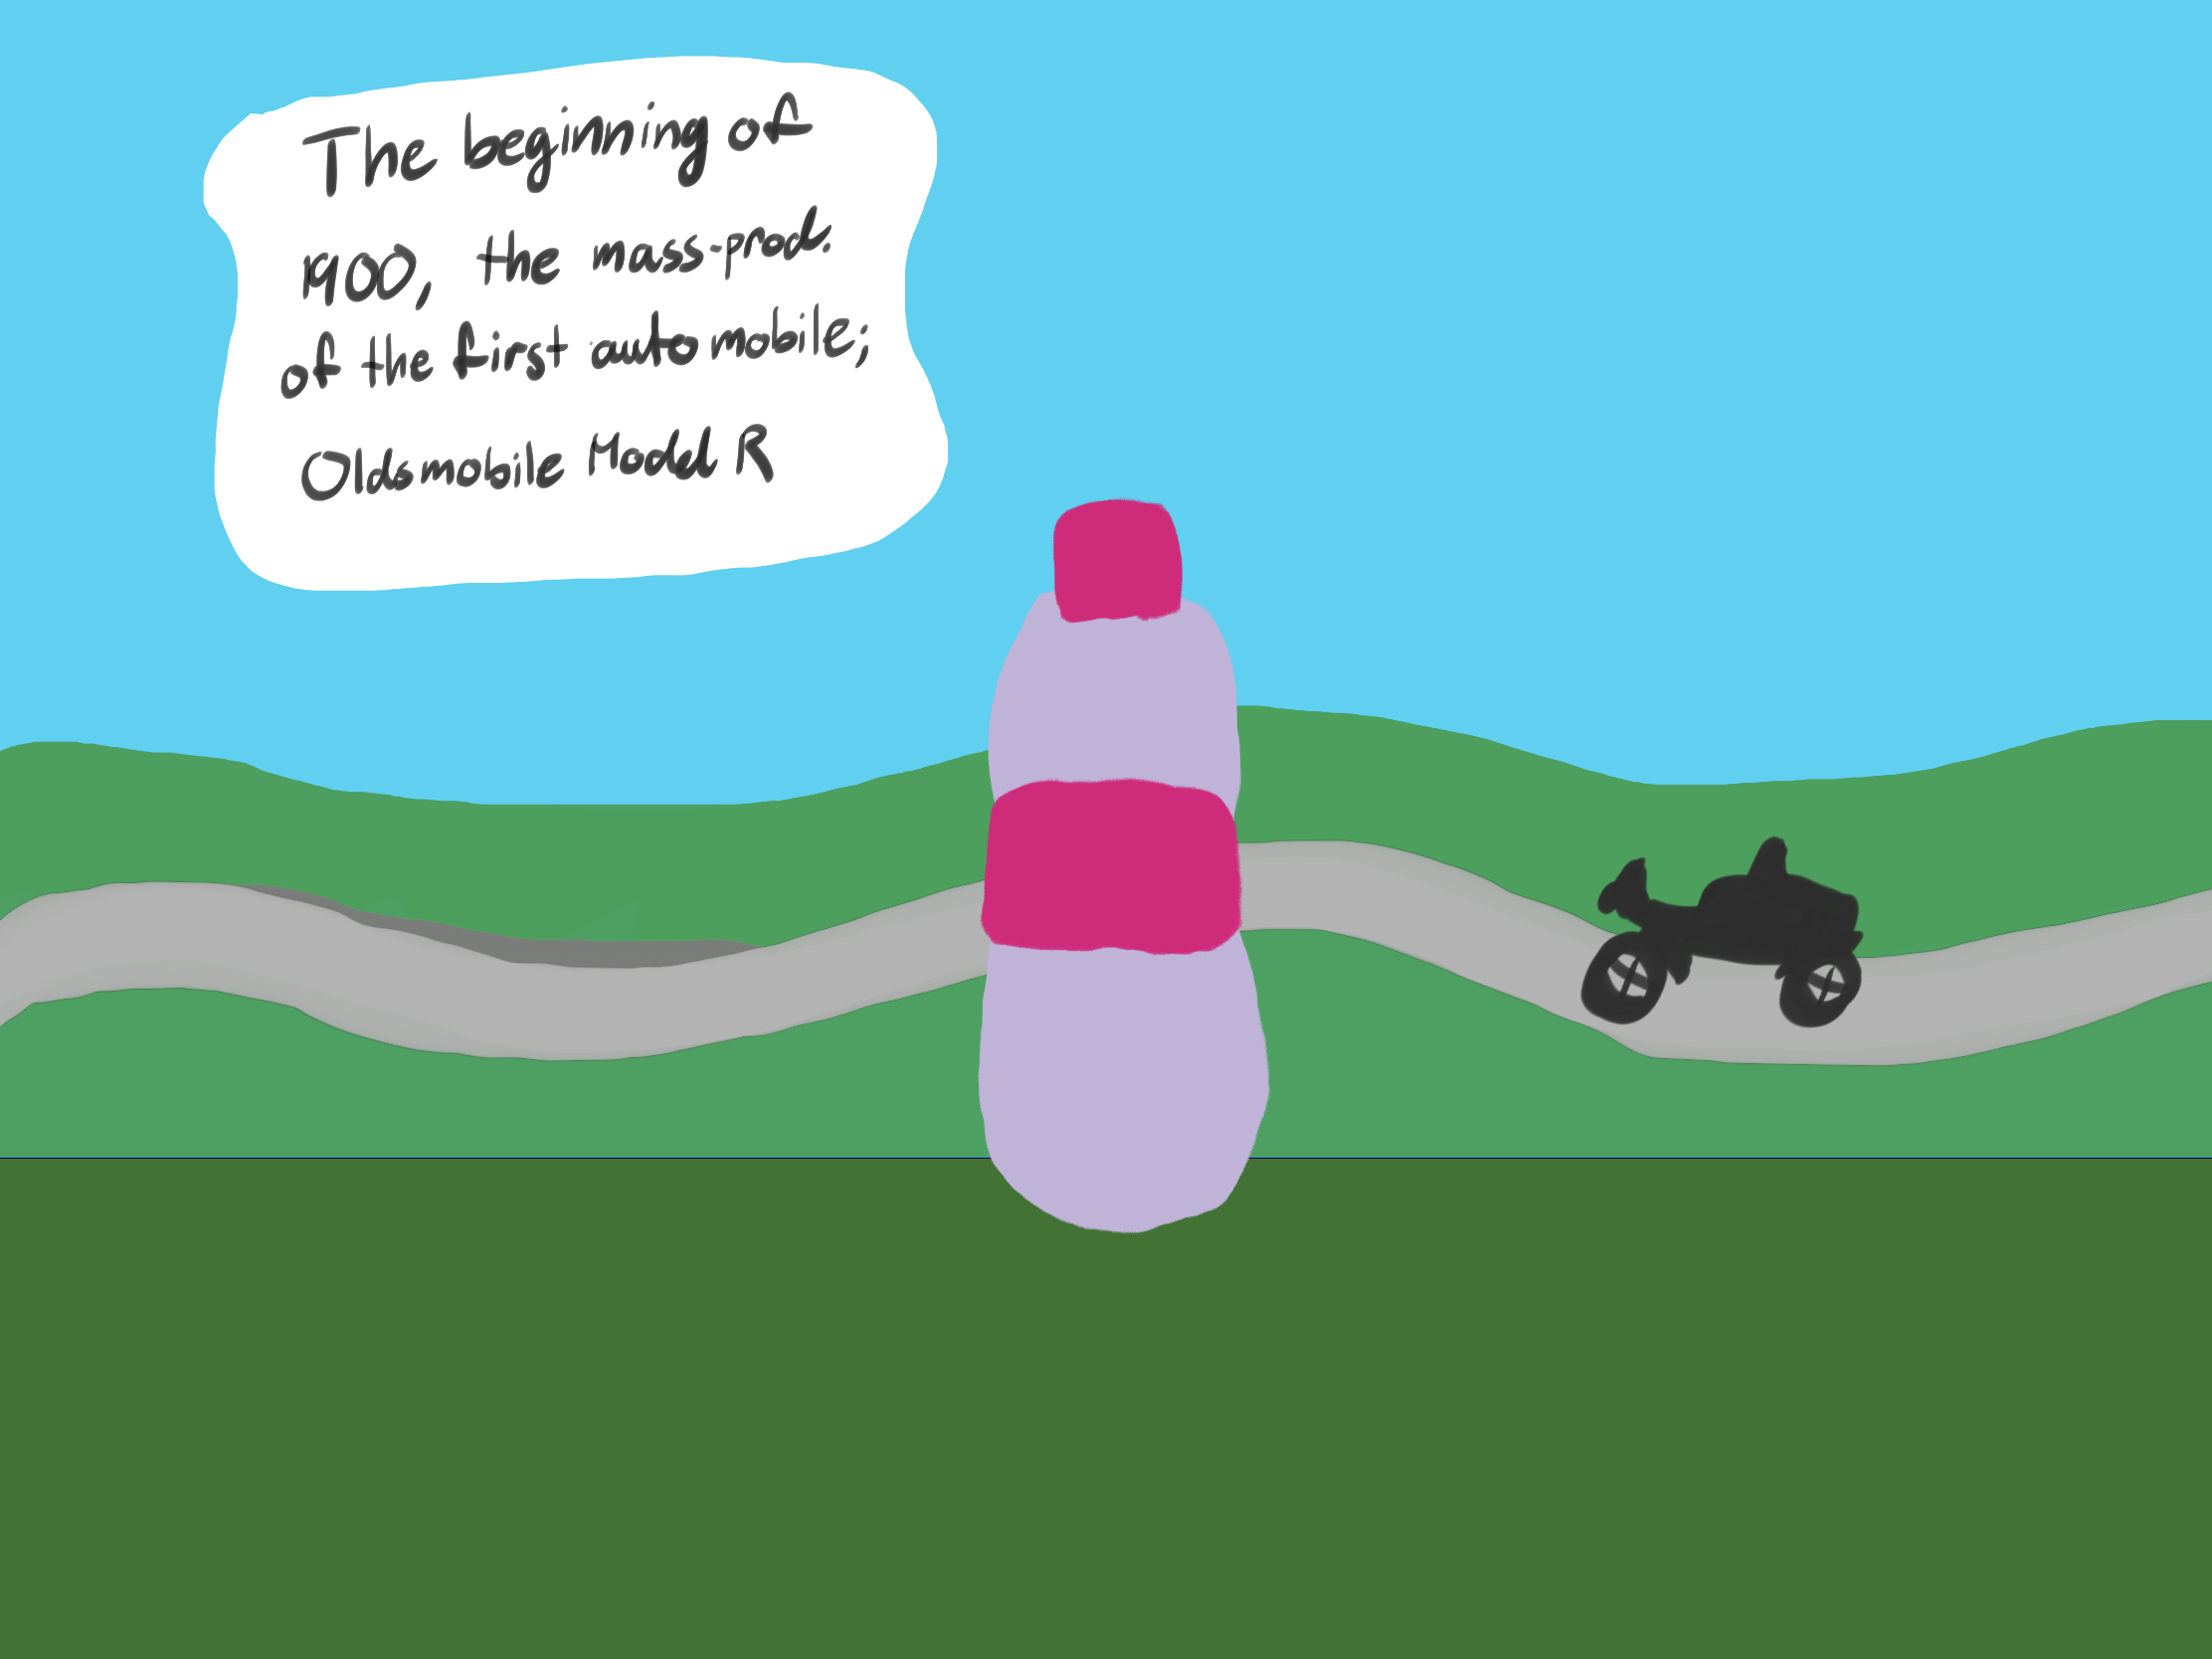 The beginning of
1900, the mass-prod.
of the first automobile;
Oldsmobile Model R